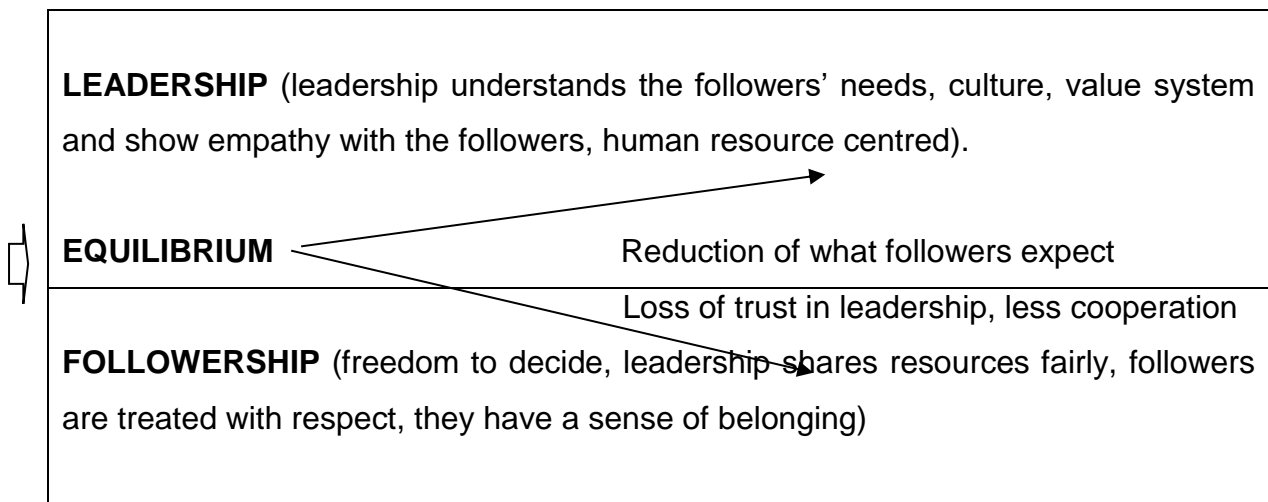 LEADERSHIP (leadership understands the followers’ needs, culture, value system
and show empathy with the followers, human resource centred).
EQUILIBRIUM Reduction of what followers expect
Loss of trust in leadership, less cooperation
FOLLOWERSHIP (freedom to decide, leadership shares resources fairly, followers
are treated with respect, they have a sense of belonging)